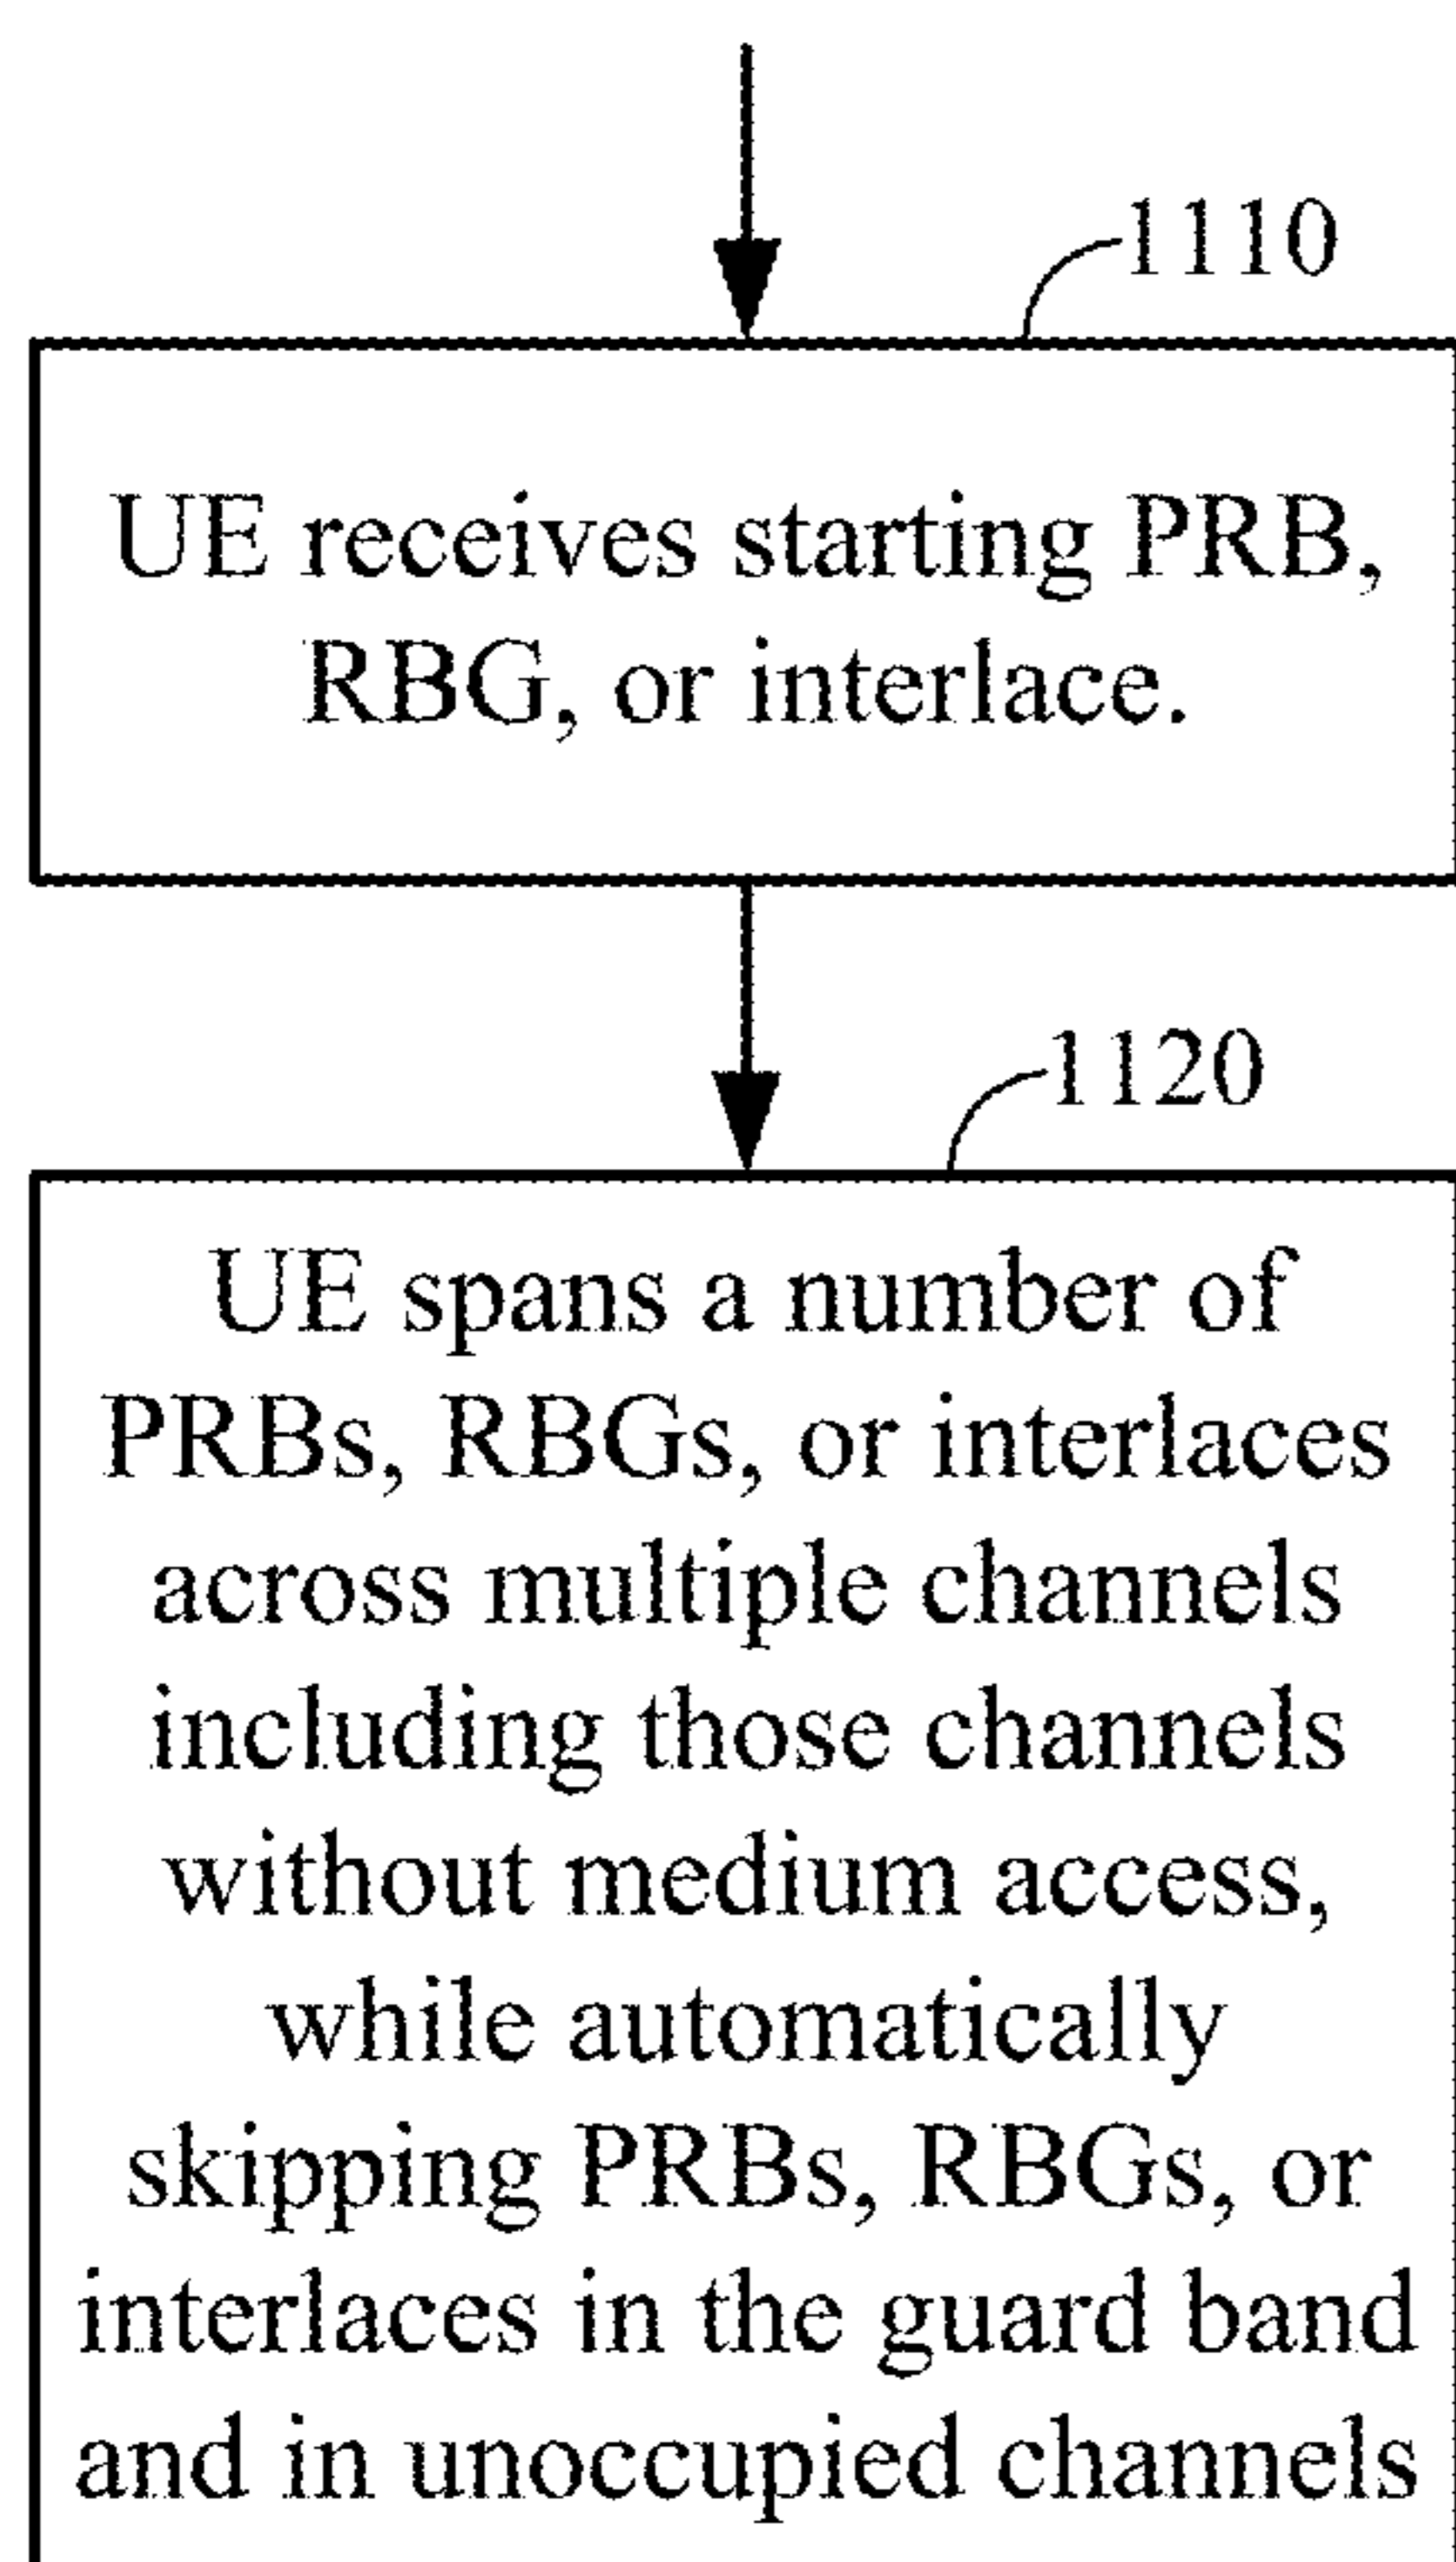 1110
UE receives starting PRB,
RBG, or interlace.
1120
UE spans a number of
PRBs, RBGs, or interlaces
across multiple channels
including those channels
without medium access,
while automatically
skipping PRBs, RBGs, or
interlaces in the guard band
and in unoccupied channels